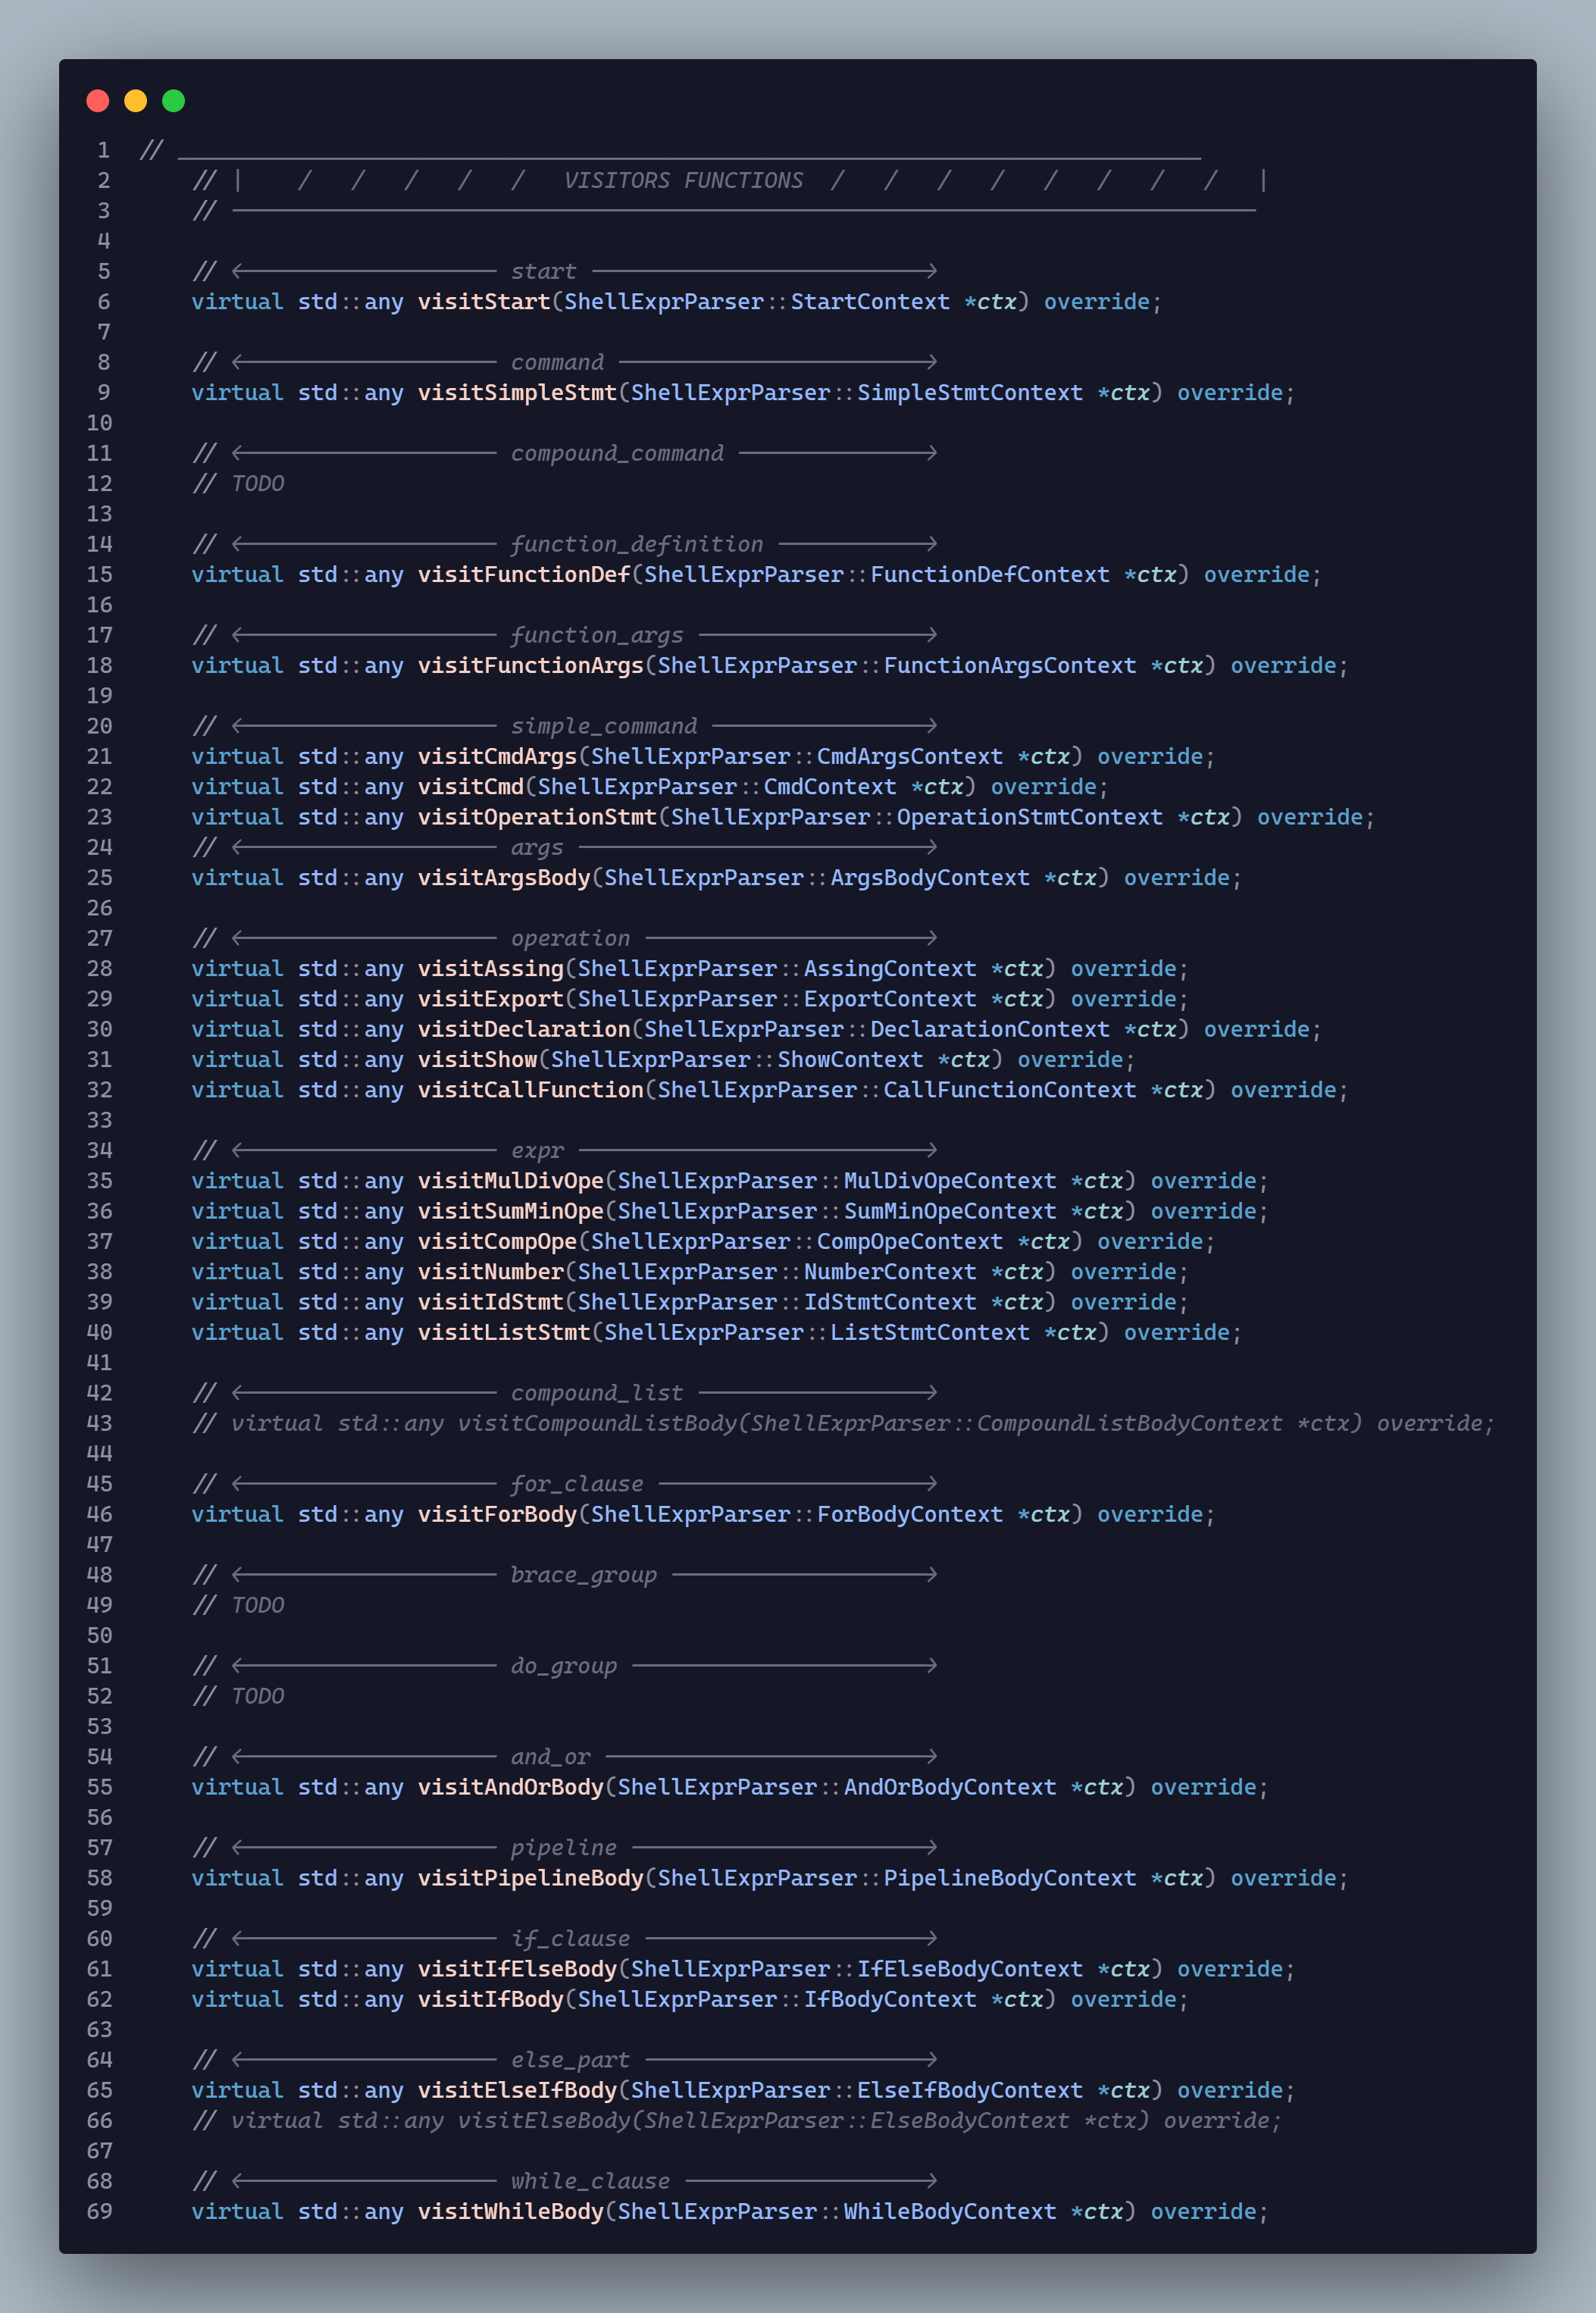 1 // _____________________________________________________________________________
2 // |    /   /   /   /   /   VISITORS FUNCTIONS  /   /   /   /   /   /   /   /   |
3 // -----------------------------------------------------------------------------
4
5 // <------------------- start ------------------------->
6 virtual std::any visitStart(ShellExprParser::StartContext *ctx) override;
7
8 // <------------------- command ----------------------->
9 virtual std::any visitSimpleStmt(ShellExprParser::SimpleStmtContext *ctx) override;
10
11 // <------------------- compound_command -------------->
12 // TODO
13
14 // <------------------- function_definition ----------->
15 virtual std::any visitFunctionDef(ShellExprParser::FunctionDefContext *ctx) override;
16
17 // <------------------- function_args ----------------->
18 virtual std::any visitFunctionArgs(ShellExprParser::FunctionArgsContext *ctx) override;
19
20 // <------------------- simple_command ---------------->
21 virtual std::any visitCmdArgs(ShellExprParser::CmdArgsContext *ctx) override;
22 virtual std::any visitCmd(ShellExprParser::CmdContext *ctx) override;
23 virtual std::any visitOperationStmt(ShellExprParser::OperationStmtContext *ctx) override;
24 // <------------------- args -------------------------->
25 virtual std::any visitArgsBody(ShellExprParser::ArgsBodyContext *ctx) override;
26
27 // <------------------- operation --------------------->
28 virtual std::any visitAssing(ShellExprParser::AssingContext *ctx) override;
29 virtual std::any visitExport(ShellExprParser::ExportContext *ctx) override;
30 virtual std::any visitDeclaration(ShellExprParser::DeclarationContext *ctx) override;
31 virtual std::any visitShow(ShellExprParser::ShowContext *ctx) override;
32 virtual std::any visitCallFunction(ShellExprParser::CallFunctionContext *ctx) override;
33
34 // <------------------- expr -------------------------->
35 virtual std::any visitMulDivOpe(ShellExprParser::MulDivOpeContext *ctx) override;
36 virtual std::any visitSumMinOpe(ShellExprParser::SumMinOpeContext *ctx) override;
37 virtual std::any visitCompOpe(ShellExprParser::CompOpeContext *ctx) override;
38 virtual std::any visitNumber(ShellExprParser::NumberContext *ctx) override;
39 virtual std::any visitIdStmt(ShellExprParser::IdStmtContext *ctx) override;
40 virtual std::any visitListStmt(ShellExprParser::ListStmtContext *ctx) override;
41
42 // <------------------- compound_list ----------------->
43 // virtual std::any visitCompoundListBody(ShellExprParser::CompoundListBodyContext *ctx) override;
44
45 // <------------------- for_clause -------------------->
46 virtual std::any visitForBody(ShellExprParser::ForBodyContext *ctx) override;
47
48 // <------------------- brace_group ------------------->
49 // TODO
50
51 // <------------------- do_group ---------------------->
52 // TODO
53
54 // <------------------- and_or ------------------------>
55 virtual std::any visitAndOrBody(ShellExprParser::AndOrBodyContext *ctx) override;
56
57 // <------------------- pipeline ---------------------->
58 virtual std::any visitPipelineBody(ShellExprParser::PipelineBodyContext *ctx) override;
59
60 // <------------------- if_clause --------------------->
61 virtual std::any visitIfElseBody(ShellExprParser::IfElseBodyContext *ctx) override;
62 virtual std::any visitIfBody(ShellExprParser::IfBodyContext *ctx) override;
63
64 // <------------------- else_part --------------------->
65 virtual std::any visitElseIfBody(ShellExprParser::ElseIfBodyContext *ctx) override;
66 // virtual std::any visitElseBody(ShellExprParser::ElseBodyContext *ctx) override;
67
68 // <------------------- while_clause ------------------>
69 virtual std::any visitWhileBody(ShellExprParser::WhileBodyContext *ctx) override;